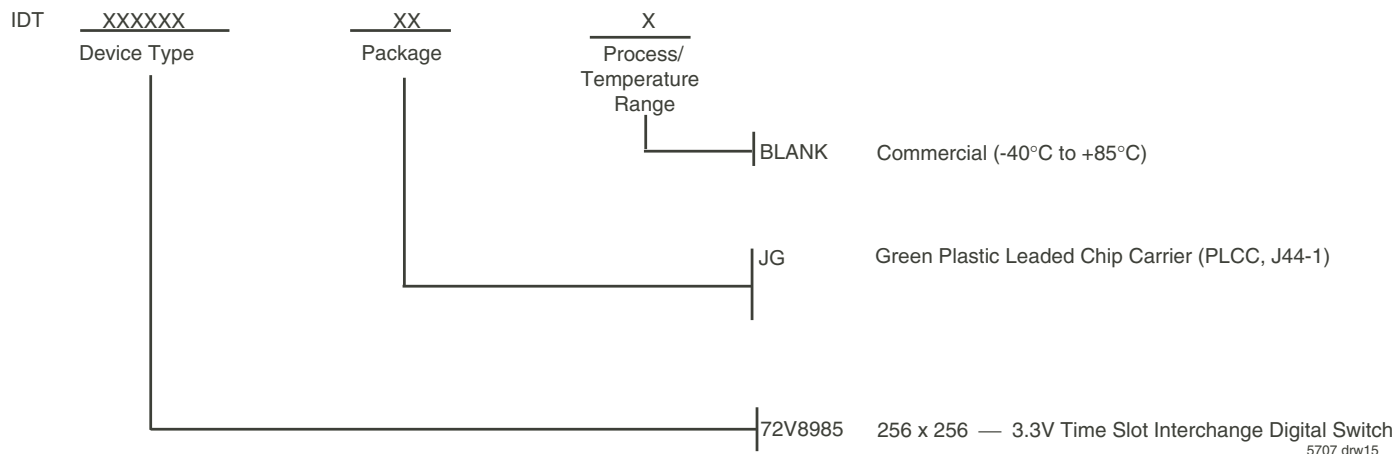 IDT XXXXXX XX X
Device Type Package Process/
Temperature
Range
BLANK Commercial (-40°C to +85°C)
JG Green Plastic Leaded Chip Carrier (PLCC, J44-1)
72V8985 256 x 256 — 3.3V Time Slot Interchange Digital Switch
5707 drw15